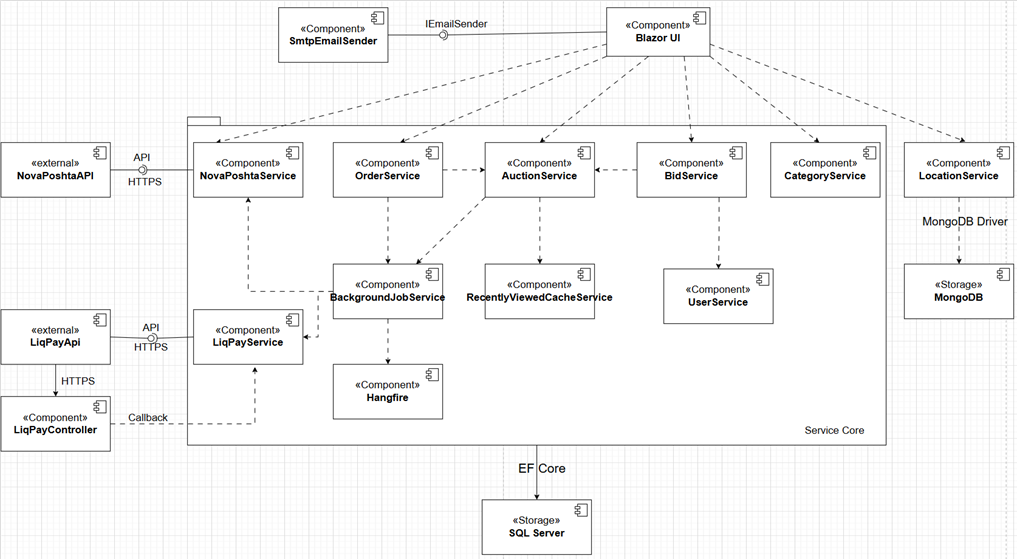 IEmailSender
«Component»
SmtpEmailSender
«Component»
Blazor UI
«external»
NovaPoshtaAPI
API
HTTPS
«Component»
NovaPoshtaService
«Component»
OrderService
«Component»
AuctionService
«Component»
BidService
«Component»
CategoryService
«Component»
LocationService
MongoDB Driver
«Component»
BackgroundJobService
«Component»
RecentlyViewedCacheService
«Component»
UserService
«Storage»
MongoDB
«external»
LiqPayApi
API
HTTPS
«Component»
LiqPayService
HTTPS
«Component»
Hangfire
«Component»
LiqPayController
Callback
Service Core
EF Core
«Storage»
SQL Server